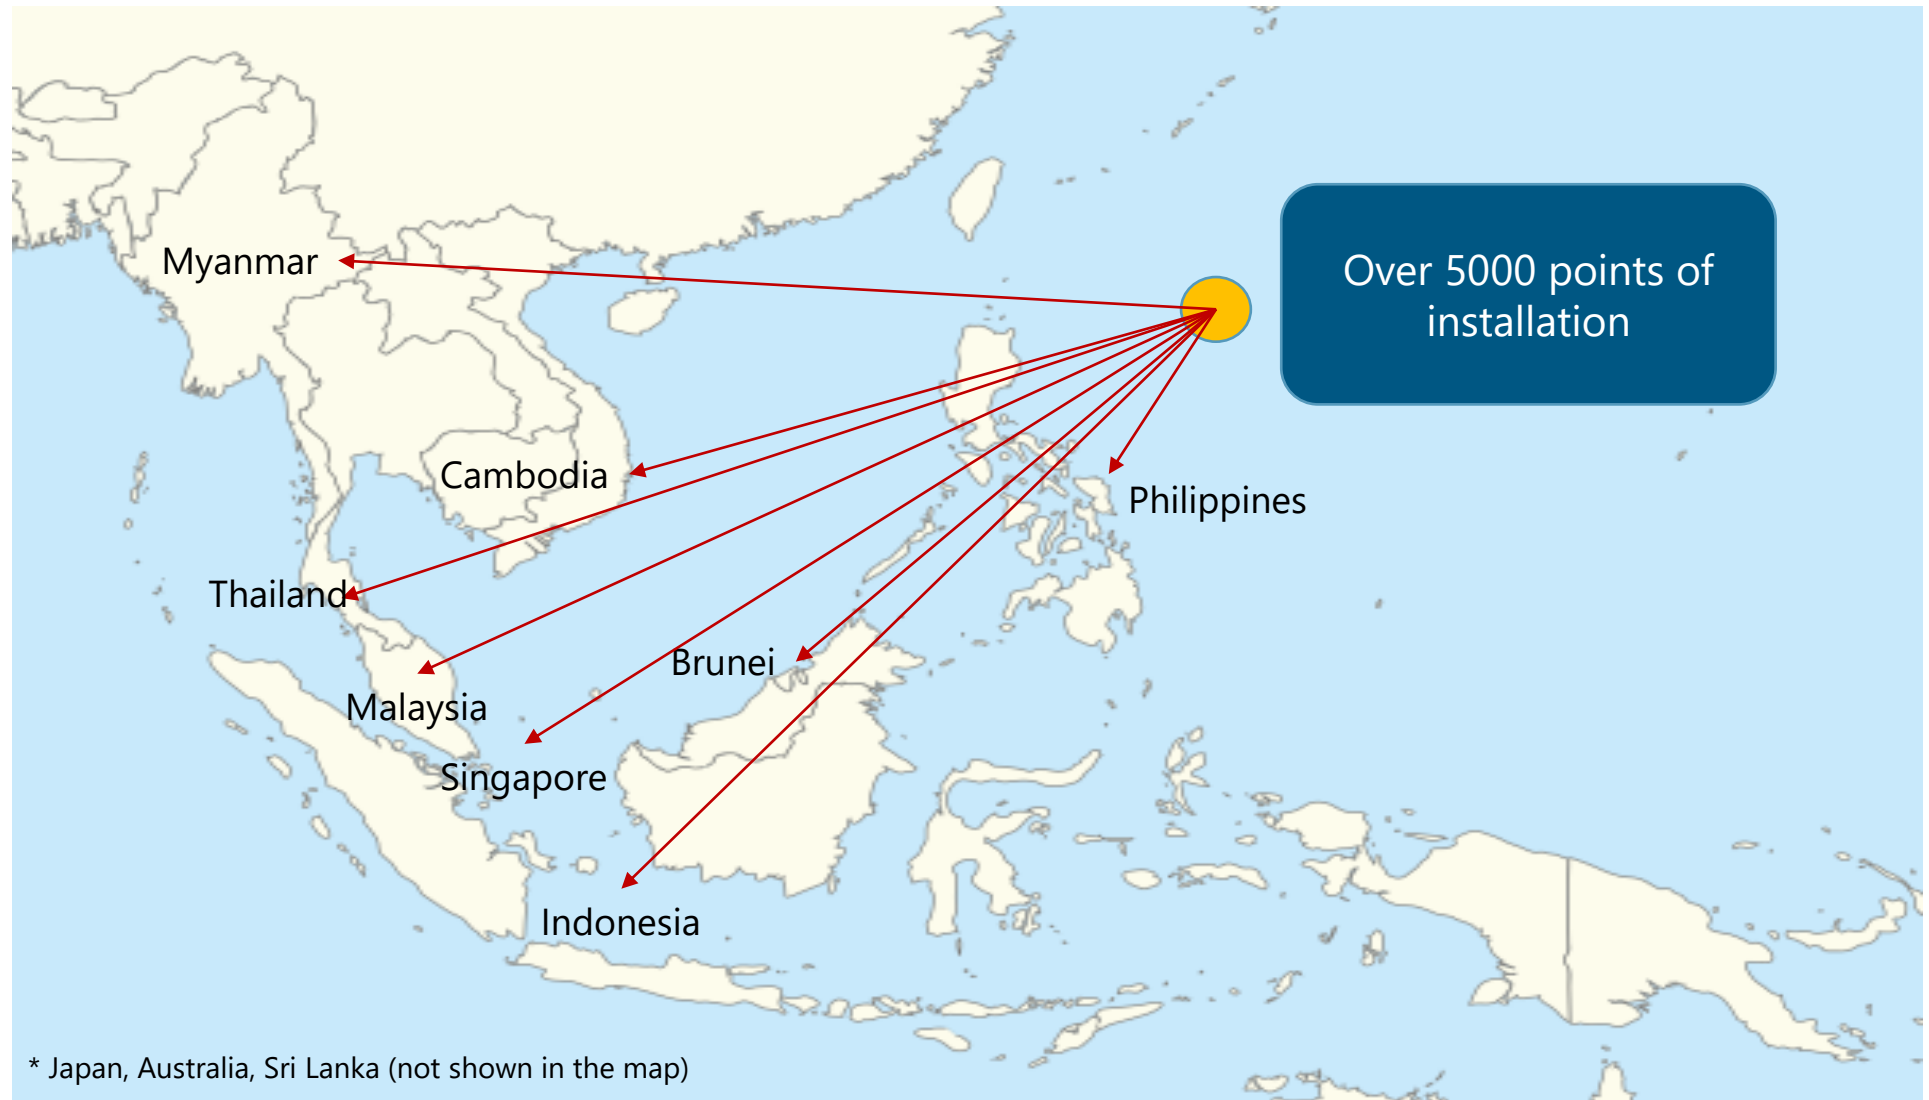 Myanmar
Over 5000 points of
installation
Cambodia
Philippines
Thailand
Brunei
Malaysia
Singapore
Indonesia
* Japan, Australia, Sri Lanka (not shown in the map)